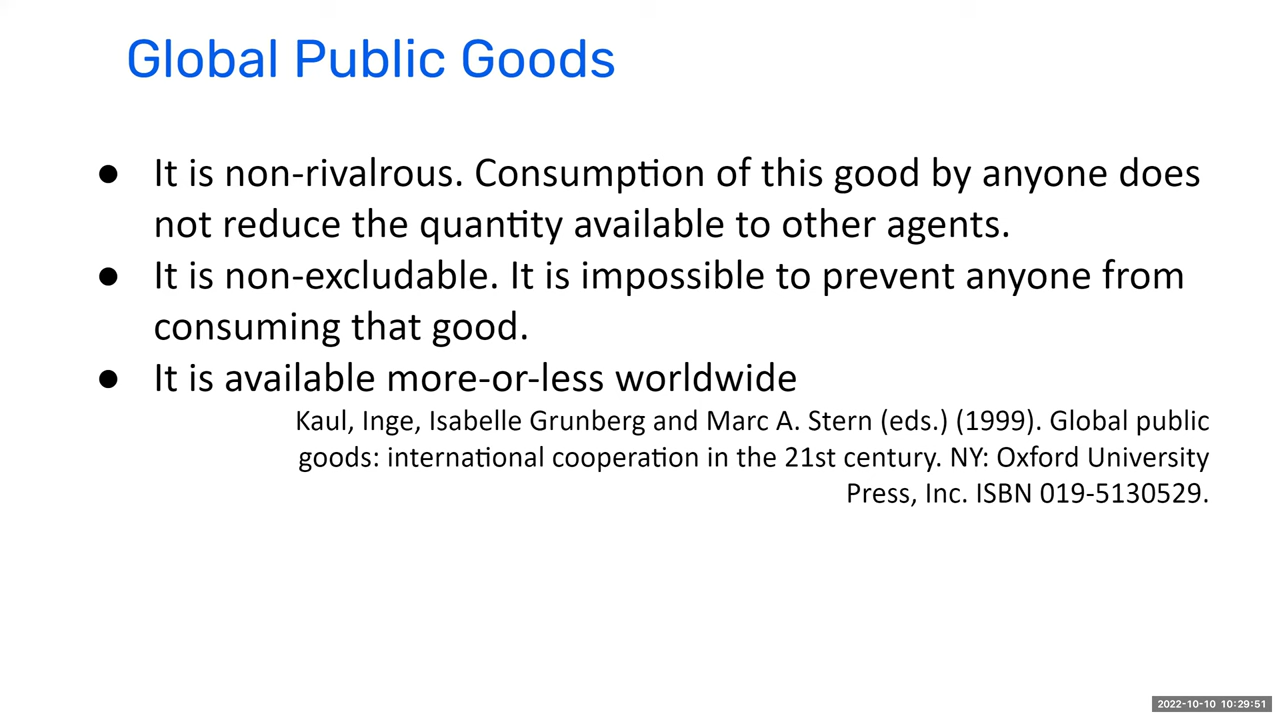 Global Public Goods
● It is non-rivalrous. Consumption of this good by anyone does
not reduce the quantity available to other agents.
● It is non-excludable. It is impossible to prevent anyone from
consuming that good.
● It is available more-or-less worldwide
Kaul, Inge, Isabelle Grunberg and Marc A. Stern (eds.) (1999). Global public
goods: international cooperation in the 21st century. NY: Oxford University
Press, Inc. ISBN 019-5130529.
2022-10-10 10:29:51